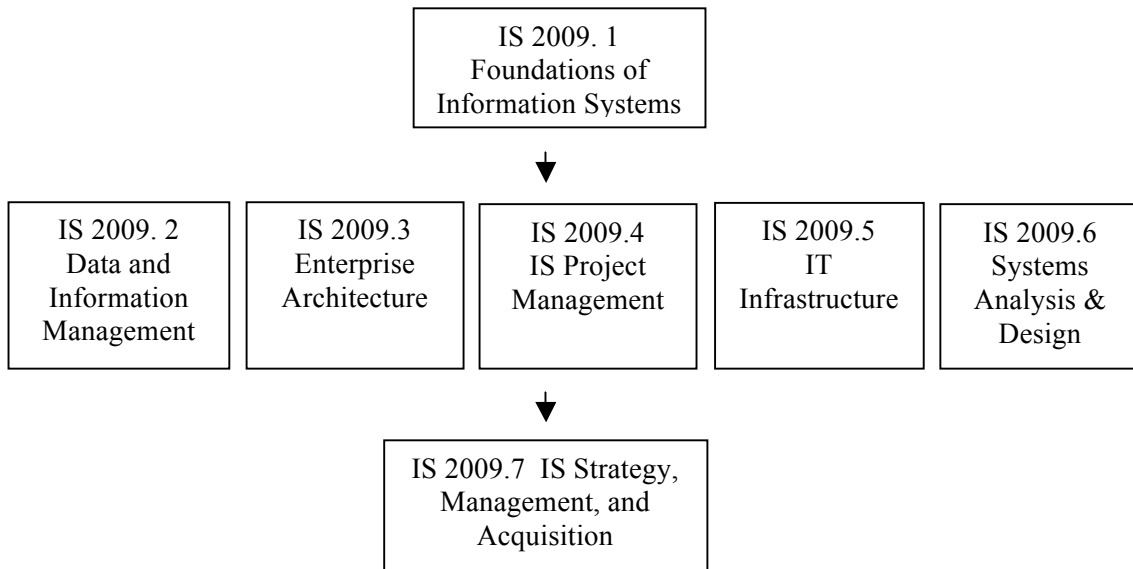 IS 2009. 1
Foundations of
Information Systems
IS 2009. 2
Data and
Information
Management
IS 2009.3
Enterprise
Architecture
IS 2009.4
IS Project
Management
IS 2009.5
IT
Infrastructure
IS 2009.6
Systems
Analysis &
Design
IS 2009.7  IS Strategy,
Management, and
Acquisition